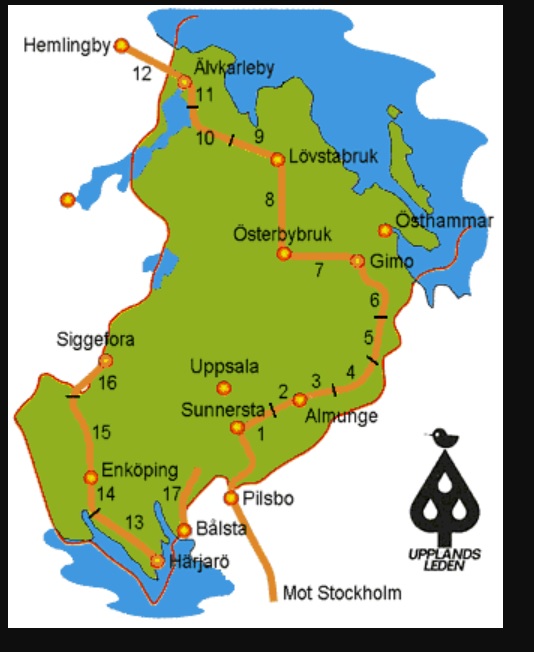 Hemlingby
12
Älvkarleby
11
10
9
Lövstabruk
8
Östhammar
Österbybruk
7
Gimo
6
5
Siggefora
16
Uppsala
4
3
2
Sunnersta
Almunge
1
15
Enköping
14
17
Pilsbo
13
Bålsta
Härjarö
UPPLANDS
LEDEN
Mot Stockholm